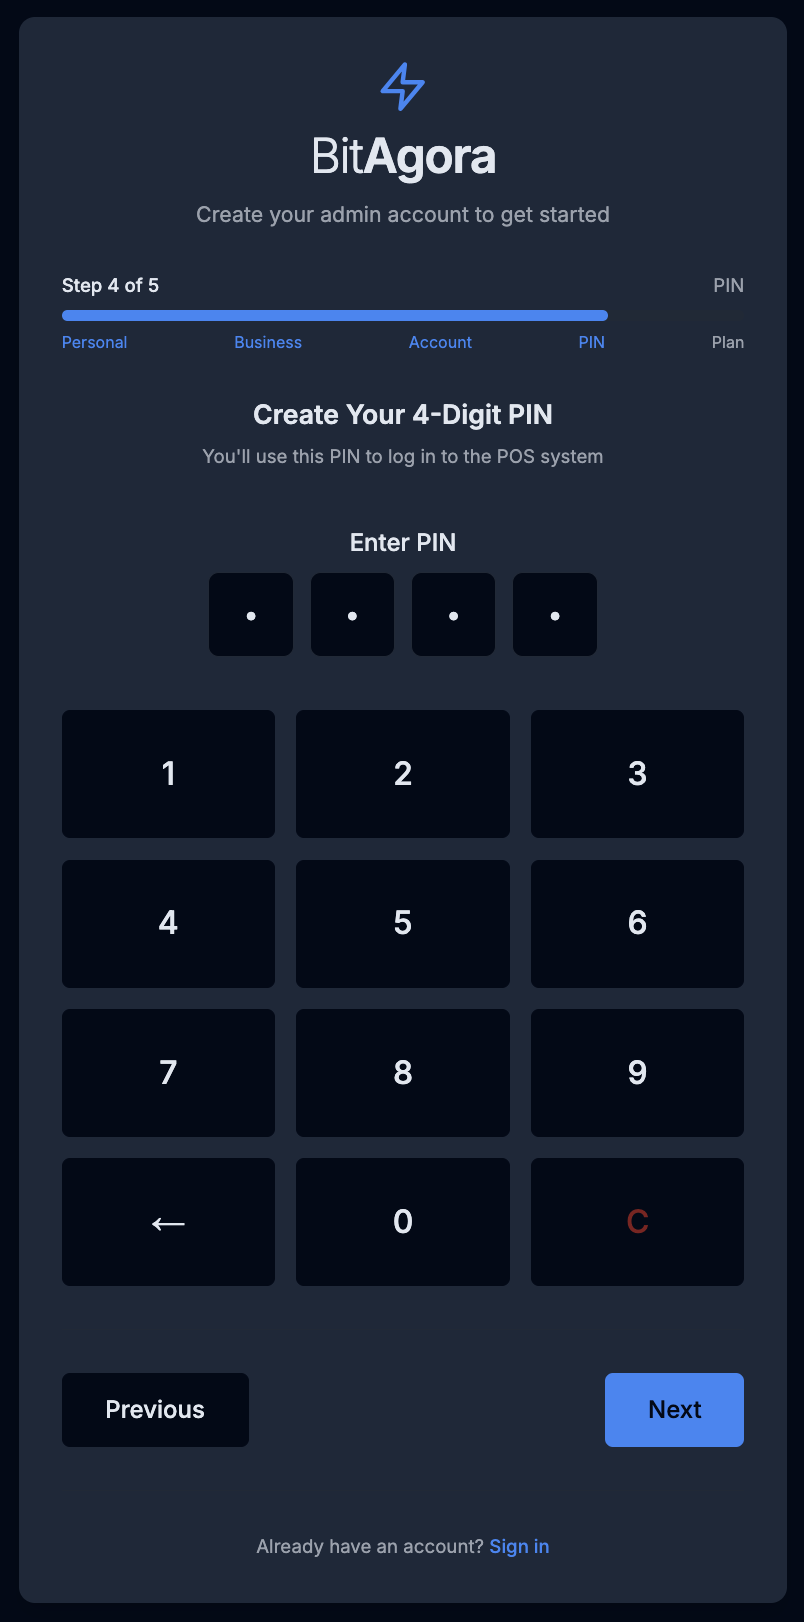 BitAgora
Create your admin account to get started
Step 4 of 5 PIN
Personal Business Account PIN Plan
Create Your 4-Digit PIN
You'll use this PIN to log in to the POS system
Enter PIN
• • • •
1 2 3
4 5 6
7 8 9
← 0 C
Previous Next
Already have an account? Sign in